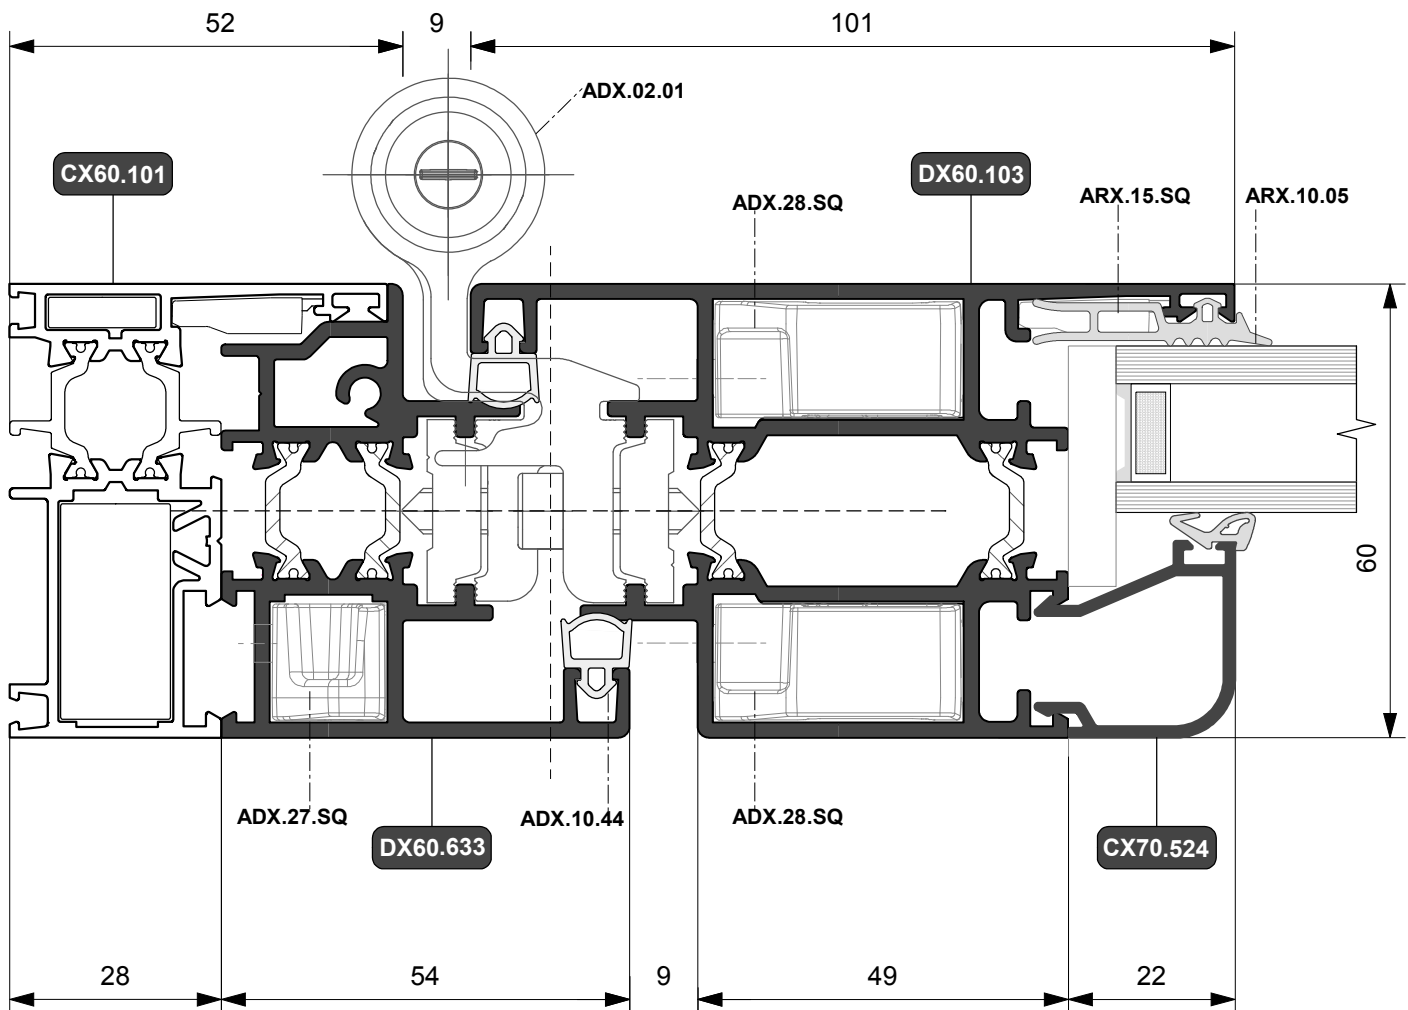 52
9
101
ADX.02.01
CX60.101
DX60.103
ADX.28.SQ
ARX.15.SQ
ARX.10.05
60
ADX.27.SQ
ADX.10.44
ADX.28.SQ
DX60.633
CX70.524
28
54
9
49
22